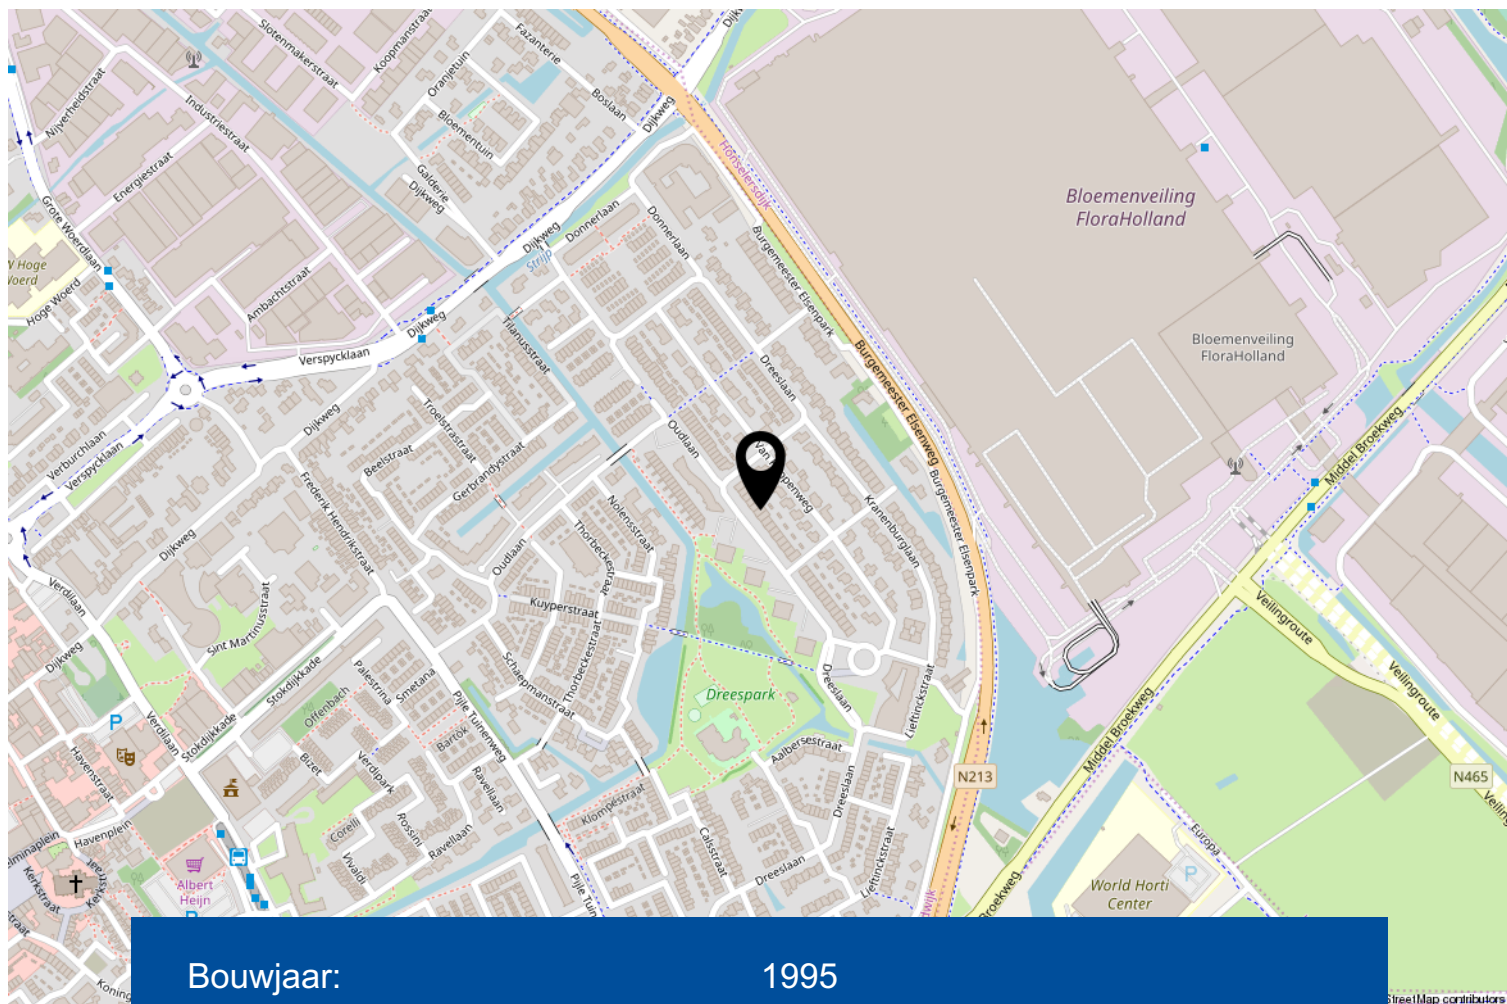 Slotenmakerstraat
Koopmanstraat
Fazanterie
Oranjetuin
Boslaan
Dijkweg
Nijverheidstraat
Industriestraat
Bloementuin
Dijkweg
Energiestraat
Galderie
Dijkweg
Honselersdijk
Grote Woerdlaan
Bloemenveiling
FloraHolland
Donnerlaan
Donnerlaan
Dijkweg
Strijp
Burgemeester Elsenpark
W Hoge
Woerd
Hoge Woerd
Ambachtstraat
Dijkweg
Tilanusstraat
Verspycklaan
Bloemenveiling
FloraHolland
Dreeslaan
Burgemeester Elsenweg
Dijkweg
Troelstrastraat
Oudlaan
Verburchlaan
Verspycklaan
Beelstraat
Gerbrandystraat
Middel Broekweg
Frederik Hendrikstraat
Kranenburglaan
Burgemeester Elsenpark
Nolensstraat
Thorbeckestraat
Dijkweg
Oudlaan
Verdilaan
Kuyperstraat
Sint Martinusstraat
Veilingroute
Dijkweg
Stokdijkkade
Thorbeckestraat
Schaepmanstraat
Palestrina
Smetana
Dreespark
Dreeslaan
Lieftinckstraat
Veilingroute
Offenbach
Pijle Tuinenweg
Middel Broekweg
P
Verdilaan
Stokdijkkade
Bartók
Aalbersestraat
Havenstraat
Bizet
Verdipark
Ravellaan
N213
N465
Dreeslaan
Klompéstraat
Corelli
Rossini
Ravellaan
Havenplein
Vivaldi
Calsstraat
Lieftinckstraat
Europa
P
Albert
Heijn
Kerkstraat
Dreeslaan
World Horti
Center
Bouwjaar: 1995